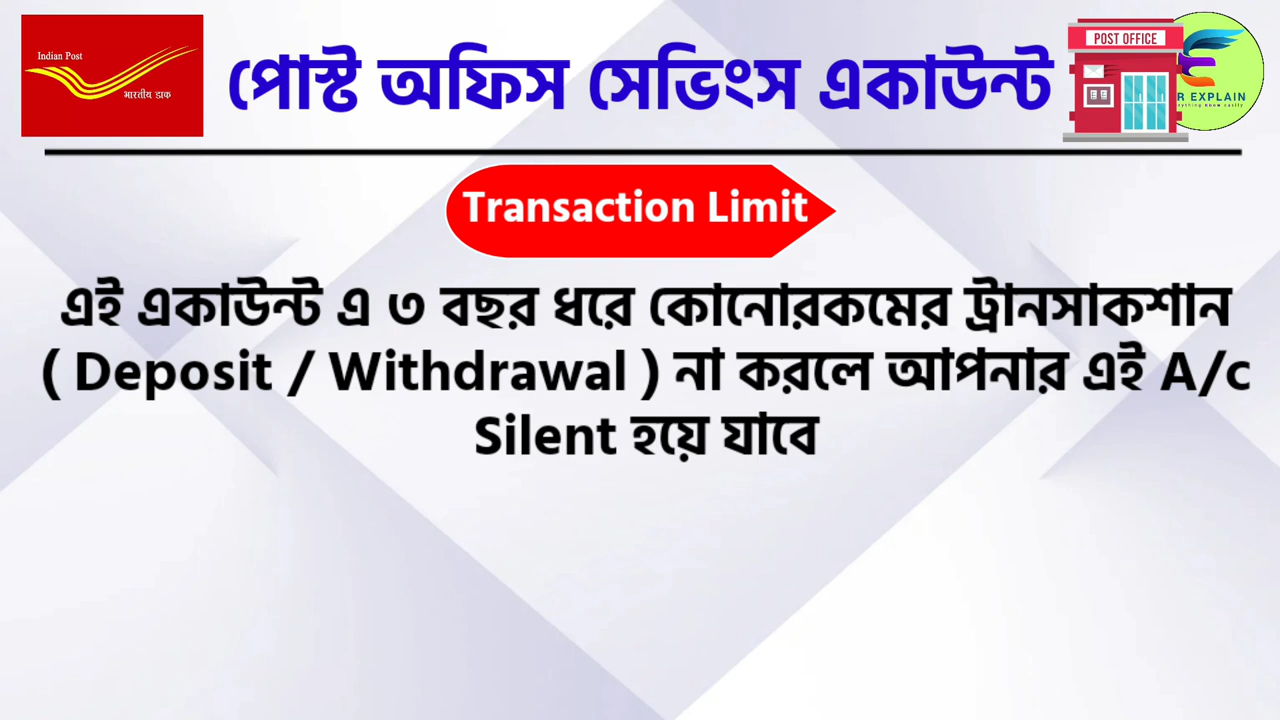 Indian Post
भारतीय डाक
পোস্ট অফিস সেভিংস একাউন্ট
POST OFFICE
R EXPLAIN
Transaction Limit
এই একাউন্ট এ ৩ বছর ধরে কোনোরকমের ট্রানসাকশান
( Deposit / Withdrawal ) না করলে আপনার এই A/c
Silent হয়ে যাবে